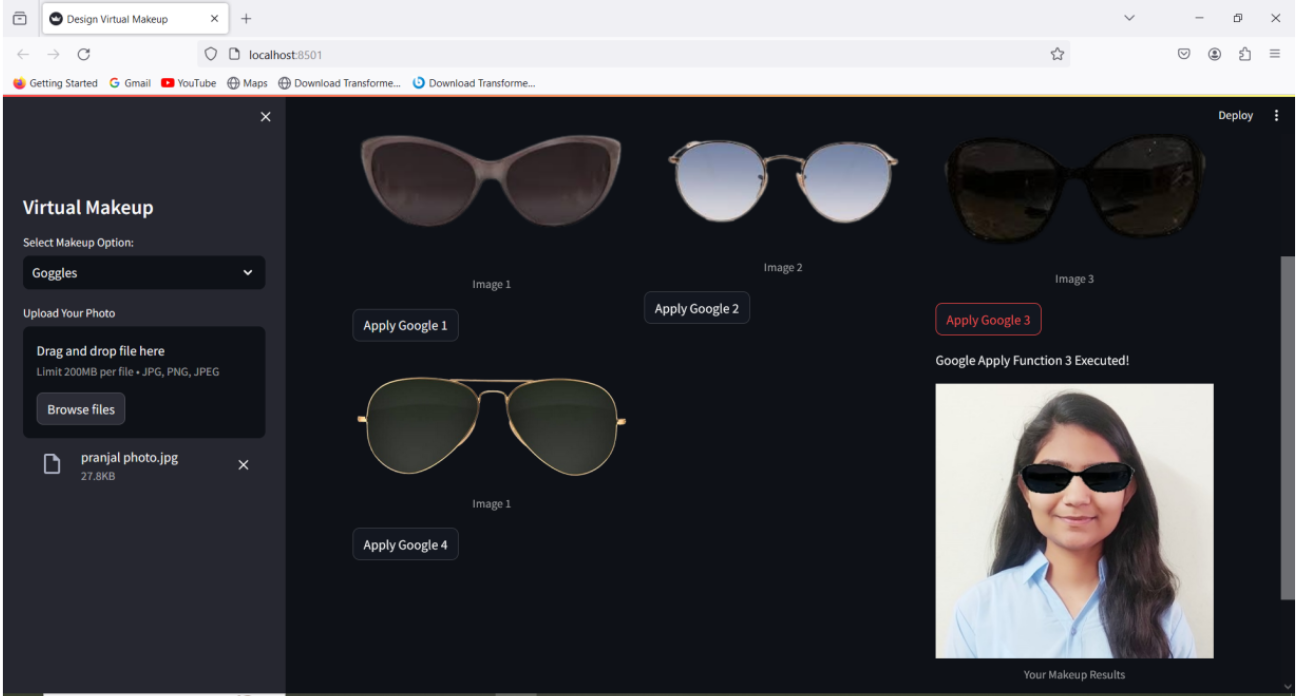 Design Virtual Makeup
localhost:8501
Getting Started Gmail YouTube Maps Download Transforme... Download Transforme...
Deploy
Virtual Makeup
Select Makeup Option:
Goggles
Upload Your Photo
Drag and drop file here
Limit 200MB per file • JPG, PNG, JPEG
Browse files
pranjal photo.jpg
27.8KB
Image 1
Apply Google 1
Image 2
Apply Google 2
Image 3
Apply Google 3
Google Apply Function 3 Executed!
Image 1
Apply Google 4
Your Makeup Results